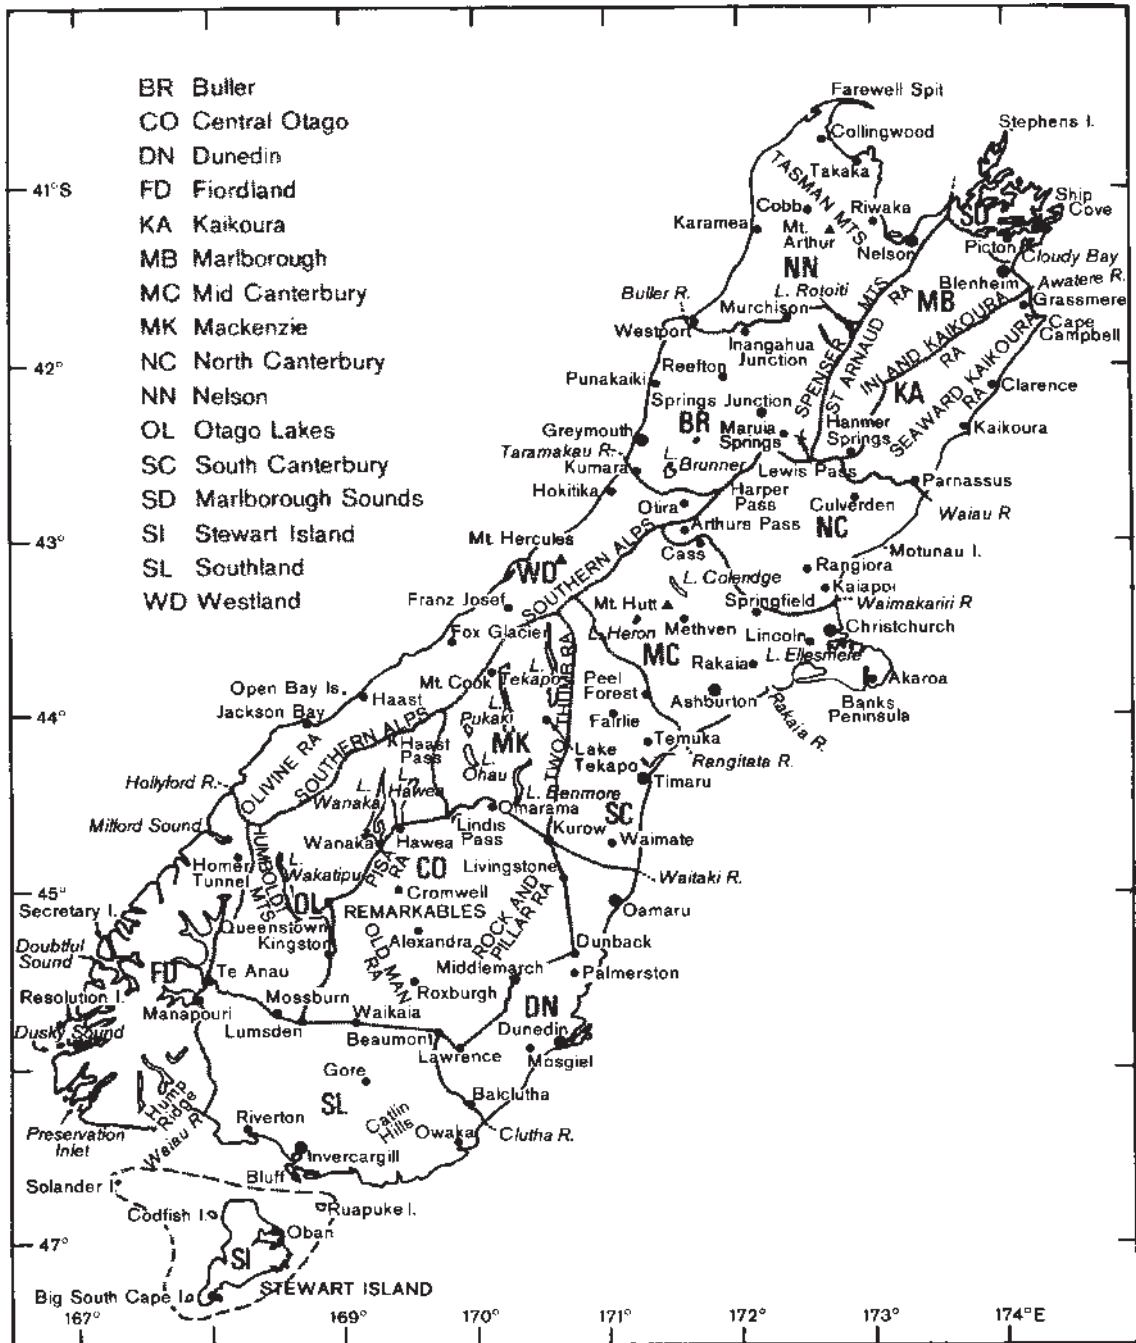 BR Buller
CO Central Otago
DN Dunedin
FD Fiordland
KA Kaikoura
MB Marlborough
MC Mid Canterbury
MK Mackenzie
NC North Canterbury
NN Nelson
OL Otago Lakes
SC South Canterbury
SD Marlborough Sounds
SI Stewart Island
SL Southland
WD Westland
Farewell Spit
Stephens I.
Collingwood
Takaka
TASMAN MTS
41°S
Ship
Cove
SD
Cobb
Riwaka
Karamea
Mt.
Arthur
Nelson
Picton
Cloudy Bay
NN
Blenheim
Awatere R.
L. Rotoiti
MB
Grassmere
Buller R.
Murchison
Cape
Campbell
Westport
Inangahua
Junction
SPENSER MTS
ST ARNAUD RA
INLAND KAIKOURA
RA
SEAWARD KAIKOURA
RA
42°
Reefton
Punakaiki
KA
Clarence
Springs Junction
BR
Maruia
Springs
Hanmer
Springs
Greymouth
Kaikoura
Taramakau R.
L.
Brunner
Lewis Pass
Kumara
Parnassus
Hokitika
Harper
Pass
Culverden
Otira
Waiau R
Arthurs Pass
NC
43°
Mt. Hercules
Cass
Motunau I.
SOUTHERN ALPS
WD
Rangiora
L. Coleridge
Kaiapoi
Franz Josef
Mt. Hutt
Springfield
Waimakariri R
Fox Glacier
L. Heron
Methven
Lincoln
Christchurch
MC
L. Ellesmere
Rakaia
Mt. Cook
L.
Tekapo
TWO THUMB RA
Peel
Forest
Akaroa
Open Bay Is.
Haast
Ashburton
Banks
Peninsula
Jackson Bay
44°
L.
Pukaki
Fairlie
Rakaia R.
SOUTHERN ALPS
Haast
Pass
MK
Temuka
Lake
Tekapo
Rangitata R.
OLIVINE RA
L.
Ohau
Timaru
Hollyford R.
L.
Wanaka
L.
Hawea
L. Benmore
SC
Omarama
Milford Sound
Wanaka
Hawea
Lindis
Pass
Kurow
Waimate
Homer
Tunnel
HUMBOLDT
MTS
L.
Wakatipu
PISA
RA
CO
Livingstone
Waitaki R.
45°
Cromwell
Secretary I.
OL
REMARKABLES
ROCK AND
PILLAR RA
Oamaru
Queenstown
Kingston
Alexandra
OLD MAN
RA
Dunback
Doubtful
Sound
FD
Te Anau
Middlemarch
Palmerston
Roxburgh
Resolution I.
Mossburn
DN
Manapouri
Waikaia
Dusky Sound
Lumsden
Beaumont
Dunedin
Lawrence
Mosgiel
Gore
Balclutha
SL
Hump
Ridge
Riverton
Catlin
Hills
Preservation
Inlet
Waiau R
Owaka
Clutha R.
Invercargill
Bluff
Solander I.
Ruapuke I.
Codfish I.
Oban
47°
SI
STEWART ISLAND
Big South Cape I.
167°
169°
170°
171°
172°
173°
174°E